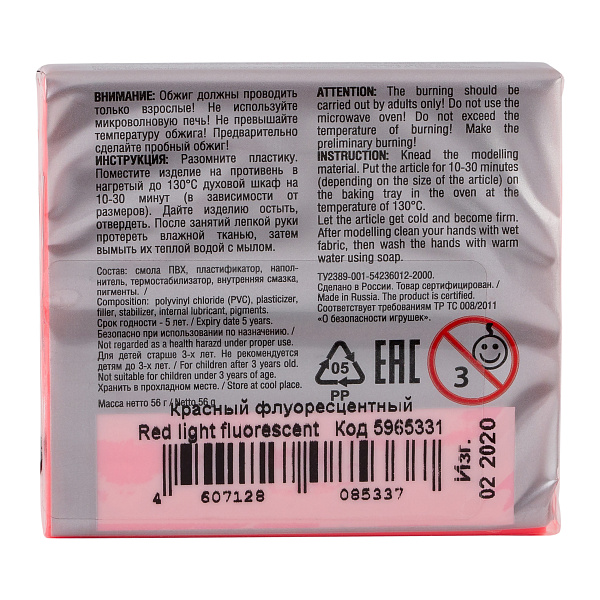 ВНИМАНИЕ: Обжиг должны проводить
только взрослые! Не используйте
микроволновую печь! Не превышайте
температуру обжига! Предварительно
сделайте пробный обжиг!
ИНСТРУКЦИЯ: Разомните пластику.
Поместите изделие на противень в
нагретый до 130°С духовой шкаф на
10-30 минут (в зависимости от
размеров). Дайте изделию остыть,
отвердеть. После занятий лепкой руки
протереть влажной тканью, затем
вымыть их теплой водой с мылом.
ATTENTION: The burning should be
carried out by adults only! Do not use the
microwave oven! Do not exceed the
temperature of burning! Make the
preliminary burning!
INSTRUCTION: Knead the modelling
material. Put the article for 10-30 minutes
(depending on the size of the article) on
the baking tray in the oven at the
temperature of 130°C.
Let the article get cold and become firm.
After modelling clean your hands with wet
fabric, then wash the hands with warm
water using soap.
Состав: смола ПВХ, пластификатор, напол-
нитель, термостабилизатор, внутренняя смазка,
пигменты. /
Composition: polyvinyl chloride (PVC), plasticizer,
filler, stabilizer, internal lubricant, pigments.
Срок годности - 5 лет. / Expiry date 5 years.
Безопасно при использовании по назначению. /
Not regarded as a health hazard under proper use.
Для детей старше 3-х лет. Не рекомендуется
детям до 3-х лет. / For children after 3 years old.
Not suitable for children under 3 years of age.
Хранить в прохладном месте. / Store at cool place.
Масса нетто 56 г / Netto 56 g
ТУ2389-001-54236012-2000.
Сделано в России. Товар сертифицирован. /
Made in Russia. The product is certified.
Соответствует требованиям ТР ТС 008/2011
«О безопасности игрушек».
05
PP
EAC
3
Красный флуоресцентный
Red light fluorescent Код 5965331
4 607128 085337
Изг.
02 2020